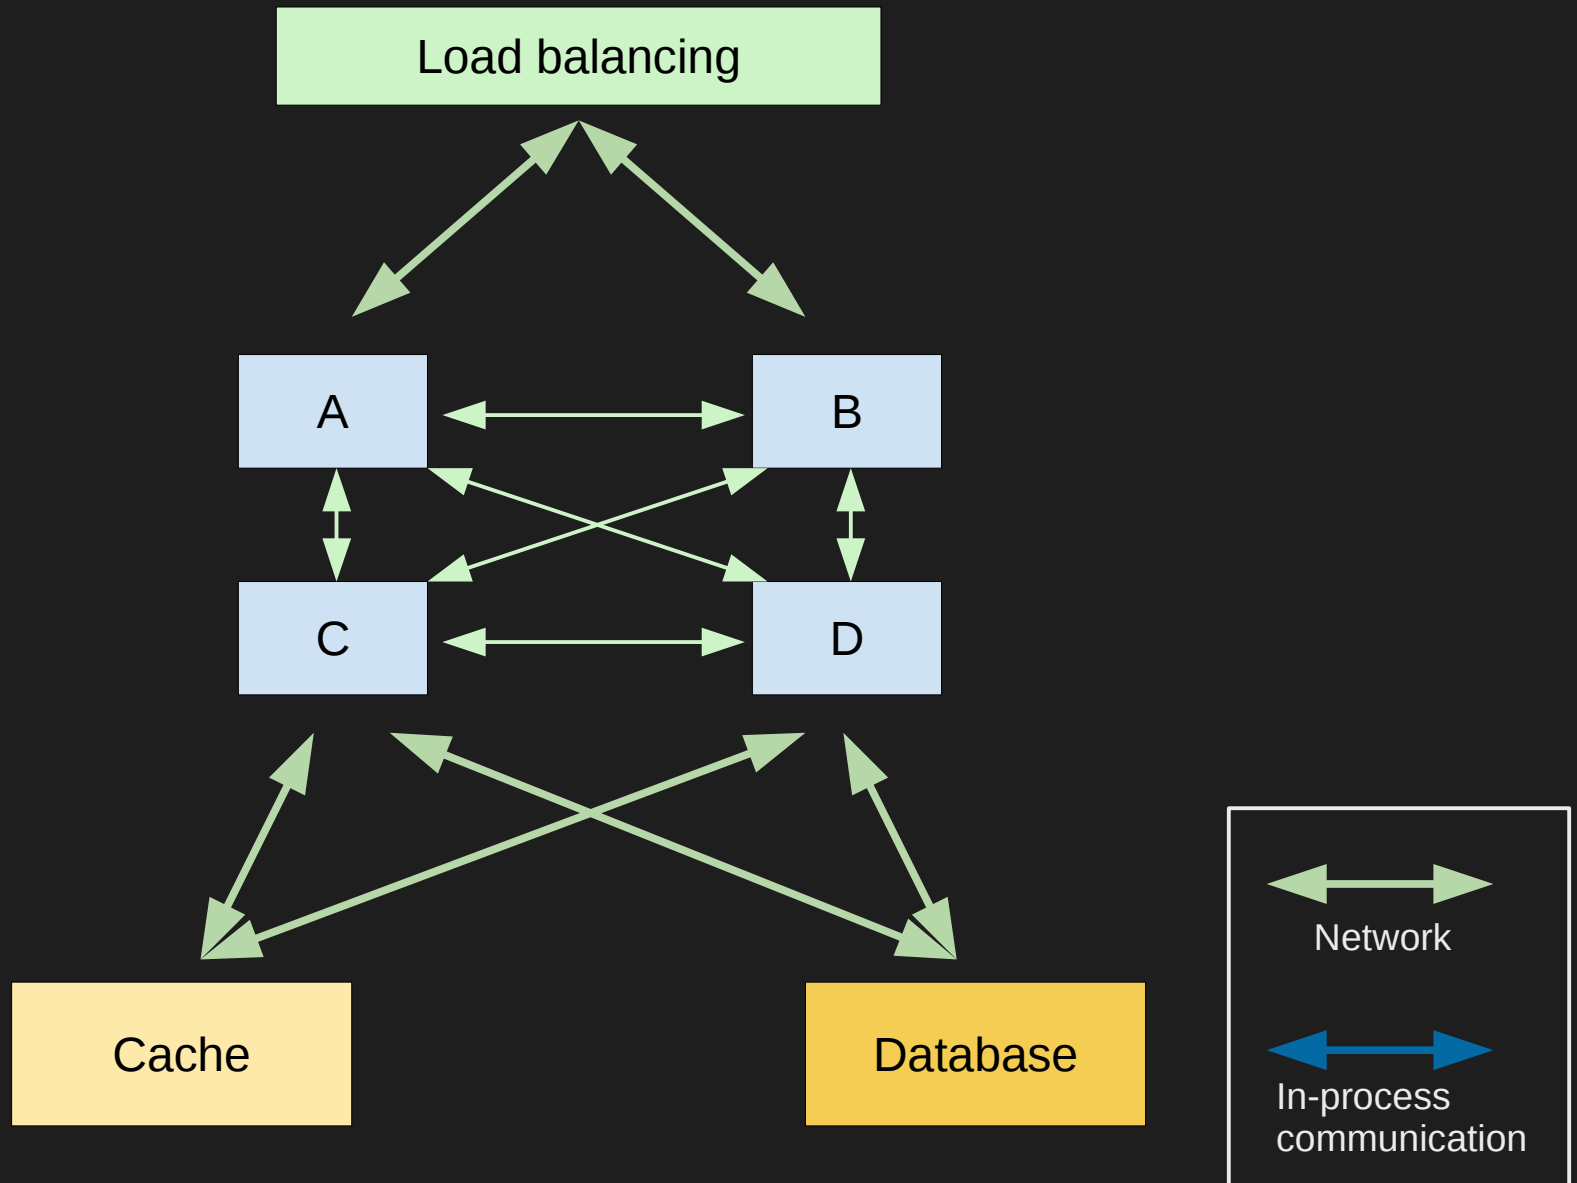 Load balancing
A
B
C
D
Cache
Database
Network
In-process
communication